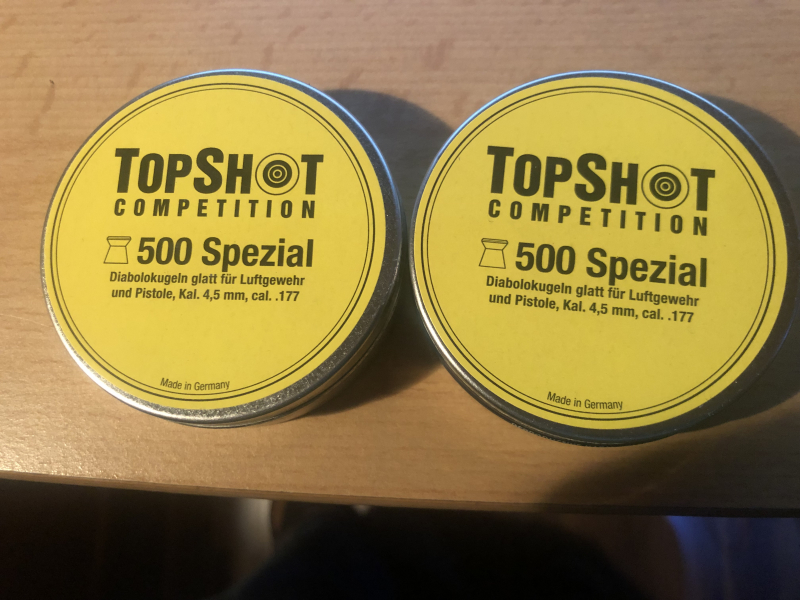 TOPSHOT
COMPETITION
500 Spezial
Diabolokugeln glatt für Luftgewehr
und Pistole, Kal. 4,5 mm, cal. .177
Made in Germany
TOPSHOT
COMPETITION
500 Spezial
Diabolokugeln glatt für Luftgewehr
und Pistole, Kal. 4,5 mm, cal. .177
Made in Germany